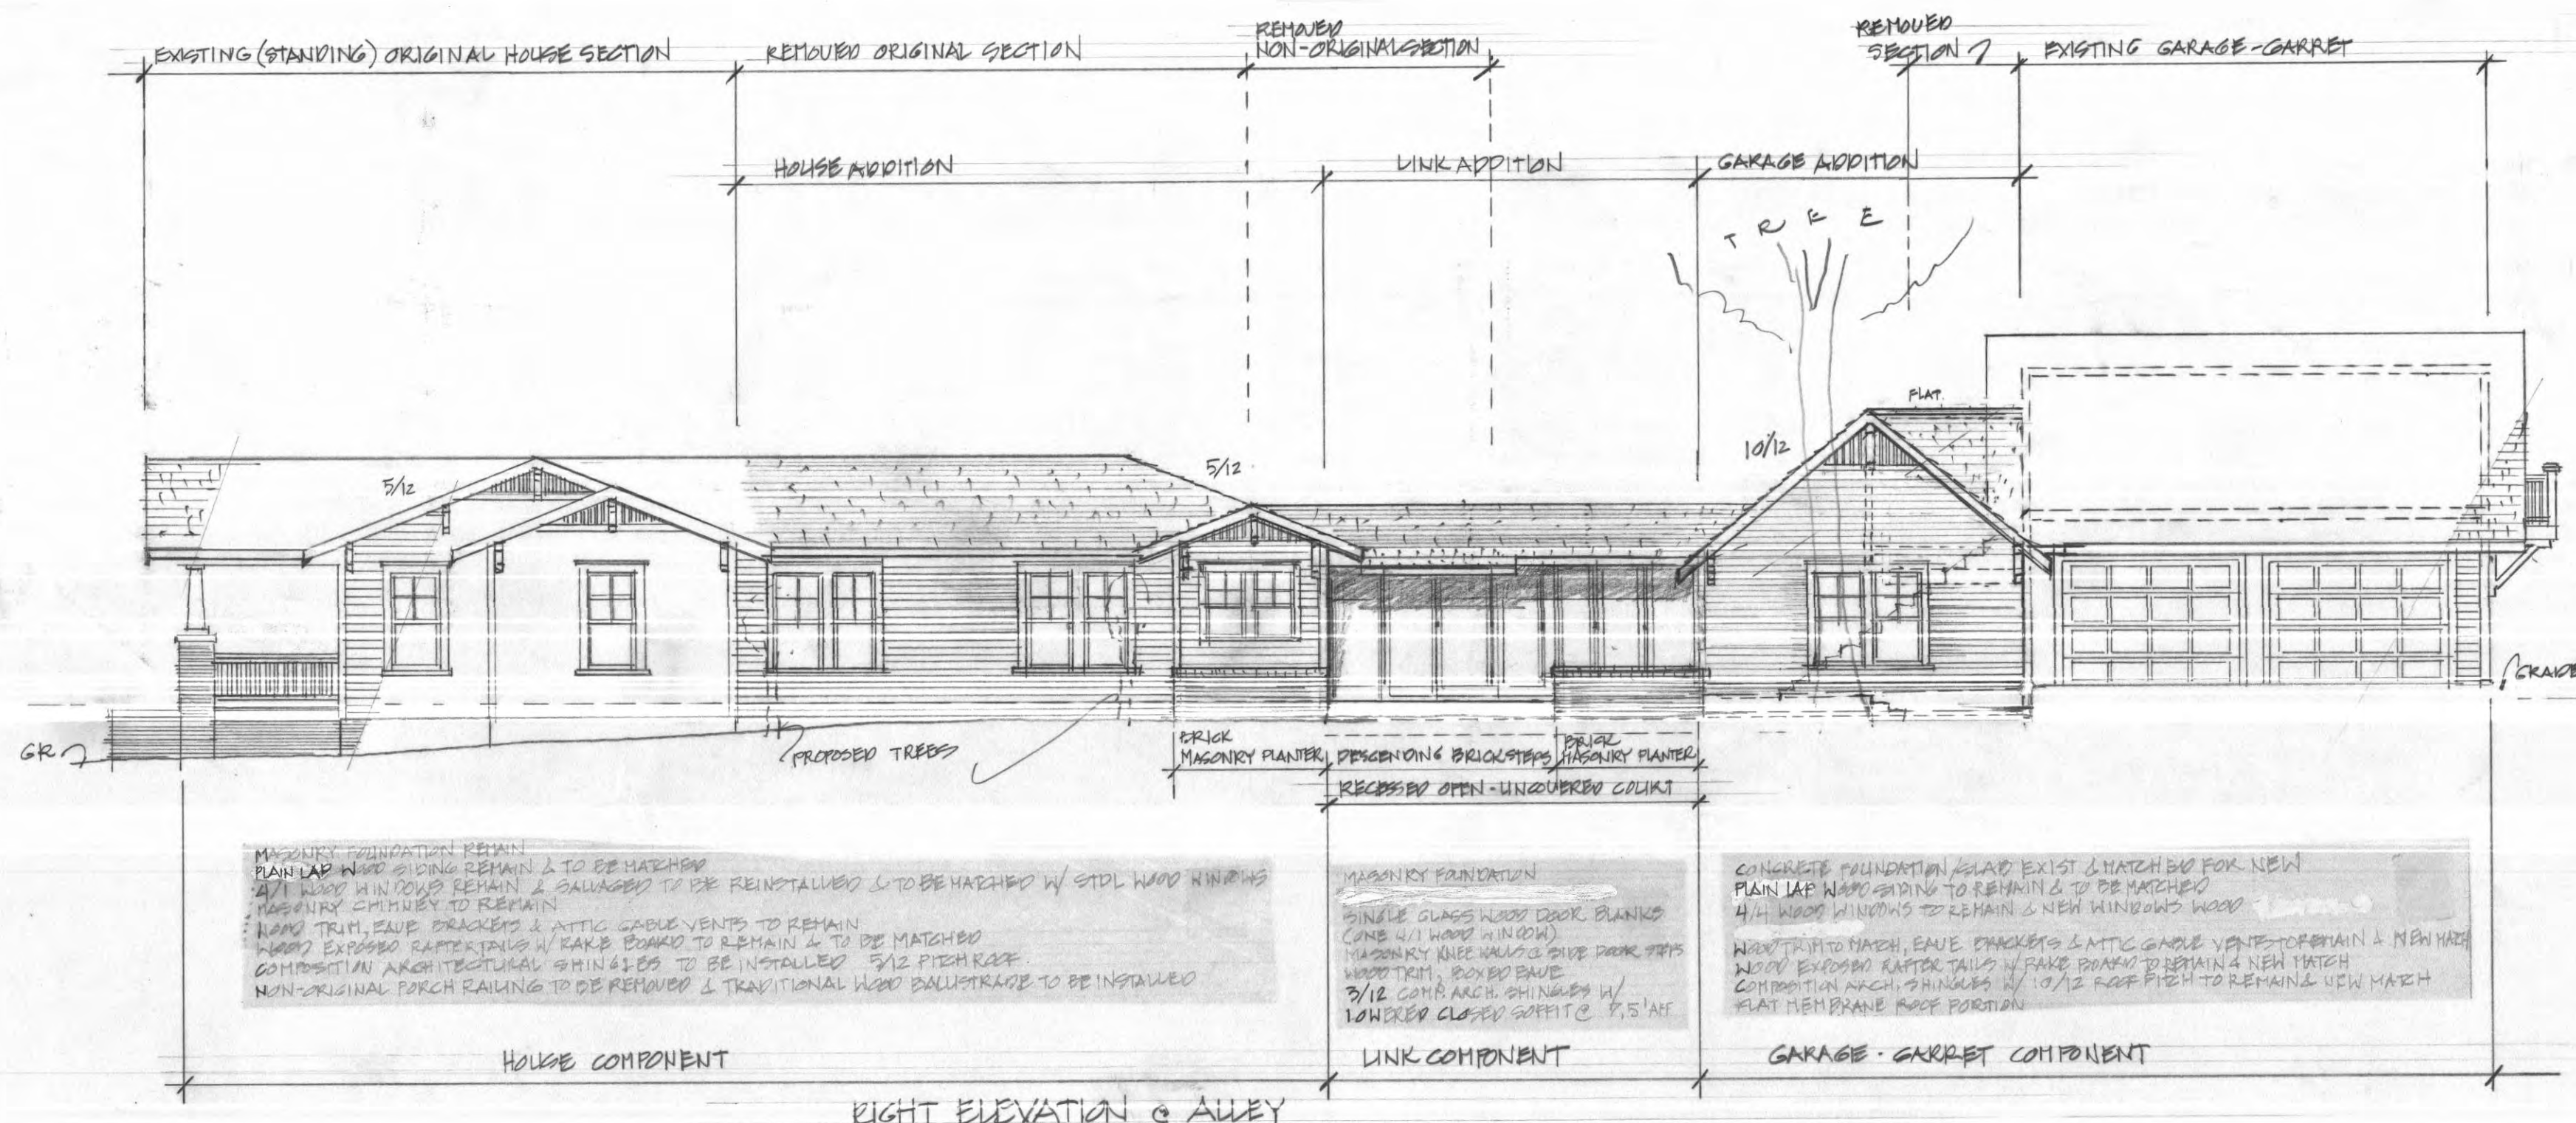 EXISTING (STANDING) ORIGINAL HOUSE SECTION
REMOVED ORIGINAL SECTION
REMOVED
NON-ORIGINAL SECTION
REMOVED
SECTION
EXISTING GARAGE-GARRET
HOUSE ADDITION
LINK ADDITION
GARAGE ADDITION
TREE
FLAT
5/12
5/12
10/12
GR
GRADE
PROPOSED TREES
BRICK
MASONRY PLANTER
DESCENDING BRICK STEPS
BRICK
MASONRY PLANTER
RECESSED OPEN-UNCOVERED COURT
MASONRY FOUNDATION REMAIN
PLAIN LAP WOOD SIDING REMAIN & TO BE MATCHED
4/1 WOOD WINDOWS REMAIN & SALVAGED TO BE REINSTALLED & TO BE MATCHED W/ STDL WOOD WINDOWS
MASONRY CHIMNEY TO REMAIN
WOOD TRIM, EAVE BRACKETS & ATTIC GABLE VENTS TO REMAIN
WOOD EXPOSED RAFTER TAILS W/ RAKE BOARD TO REMAIN & TO BE MATCHED
COMPOSITION ARCHITECTURAL SHINGLES TO BE INSTALLED 5/12 PITCH ROOF.
NON-ORIGINAL PORCH RAILING TO BE REMOVED & TRADITIONAL WOOD BALUSTRADE TO BE INSTALLED
MASONRY FOUNDATION
SINGLE GLASS WOOD DOOR BLANKS
(ONE 4/1 WOOD WINDOW)
MASONRY KNEE WALLS @ SIDE DOOR STEPS
WOOD TRIM, BOXED EAVE
3/12 COMP. ARCH. SHINGLES W/
LOWERED CLOSED SOFFIT @ 7.5' AFF
CONCRETE FOUNDATION/SLAB EXIST & MATCHED FOR NEW
PLAIN LAP WOOD SIDING TO REMAIN & TO BE MATCHED
4/4 WOOD WINDOWS TO REMAIN & NEW WINDOWS WOOD
WOOD TRIM TO MATCH, EAVE BRACKETS & ATTIC GABLE VENTS TO REMAIN & NEW MATCH
WOOD EXPOSED RAFTER TAILS W/ RAKE BOARD TO REMAIN & NEW MATCH
COMPOSITION ARCH. SHINGLES W/ 10/12 ROOF PITCH TO REMAIN & NEW MATCH
FLAT MEMBRANE ROOF PORTION
HOUSE COMPONENT
LINK COMPONENT
GARAGE · GARRET COMPONENT
RIGHT ELEVATION @ ALLEY